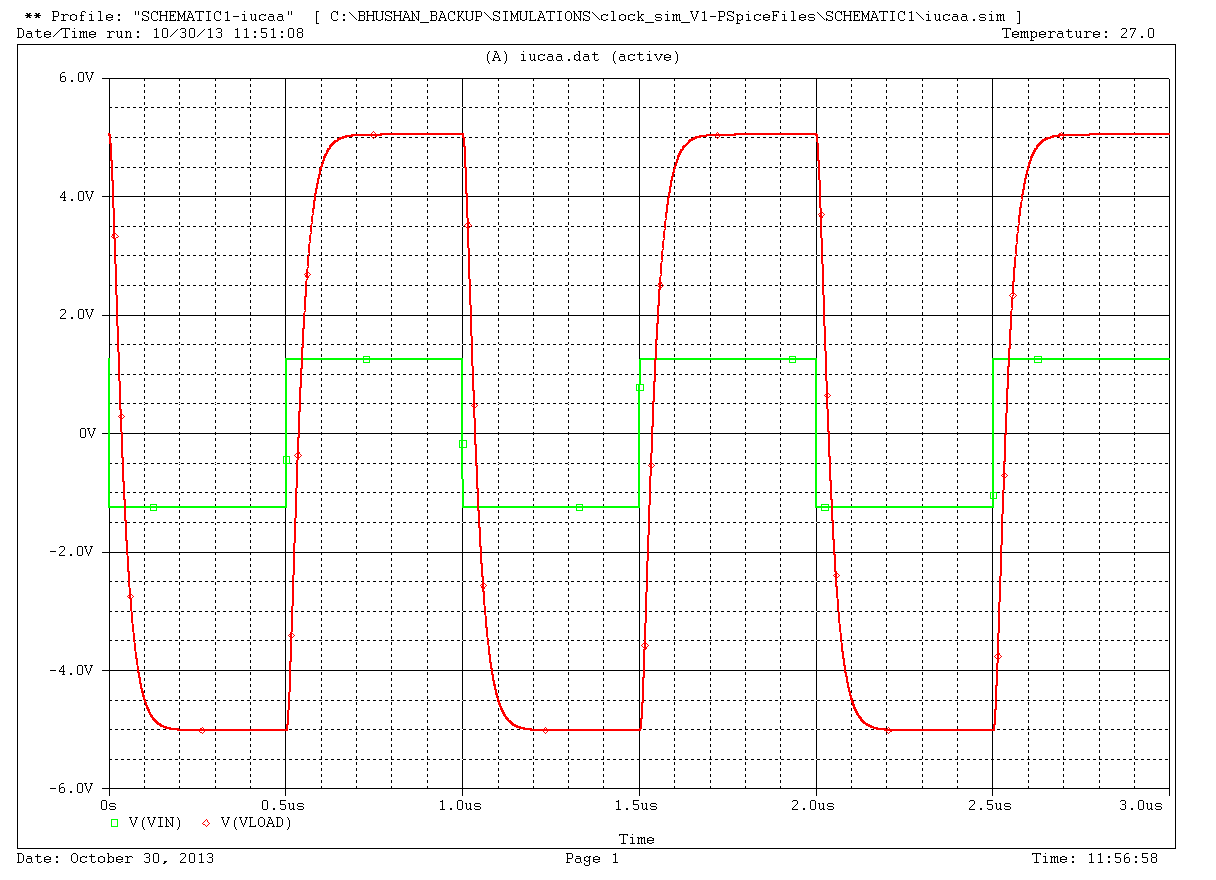 ** Profile: "SCHEMATIC1-iucaa" [ C:\BHUSHAN_BACKUP\SIMULATIONS\clock_sim_V1-PSpiceFiles\SCHEMATIC1\iucaa.sim ]
Date/Time run: 10/30/13 11:51:08 Temperature: 27.0
(A) iucaa.dat (active)
6.0V
4.0V
2.0V
0V
-2.0V
-4.0V
-6.0V
0s 0.5us 1.0us 1.5us 2.0us 2.5us 3.0us
V(VIN) V(VLOAD)
Time
Date: October 30, 2013 Page 1 Time: 11:56:58